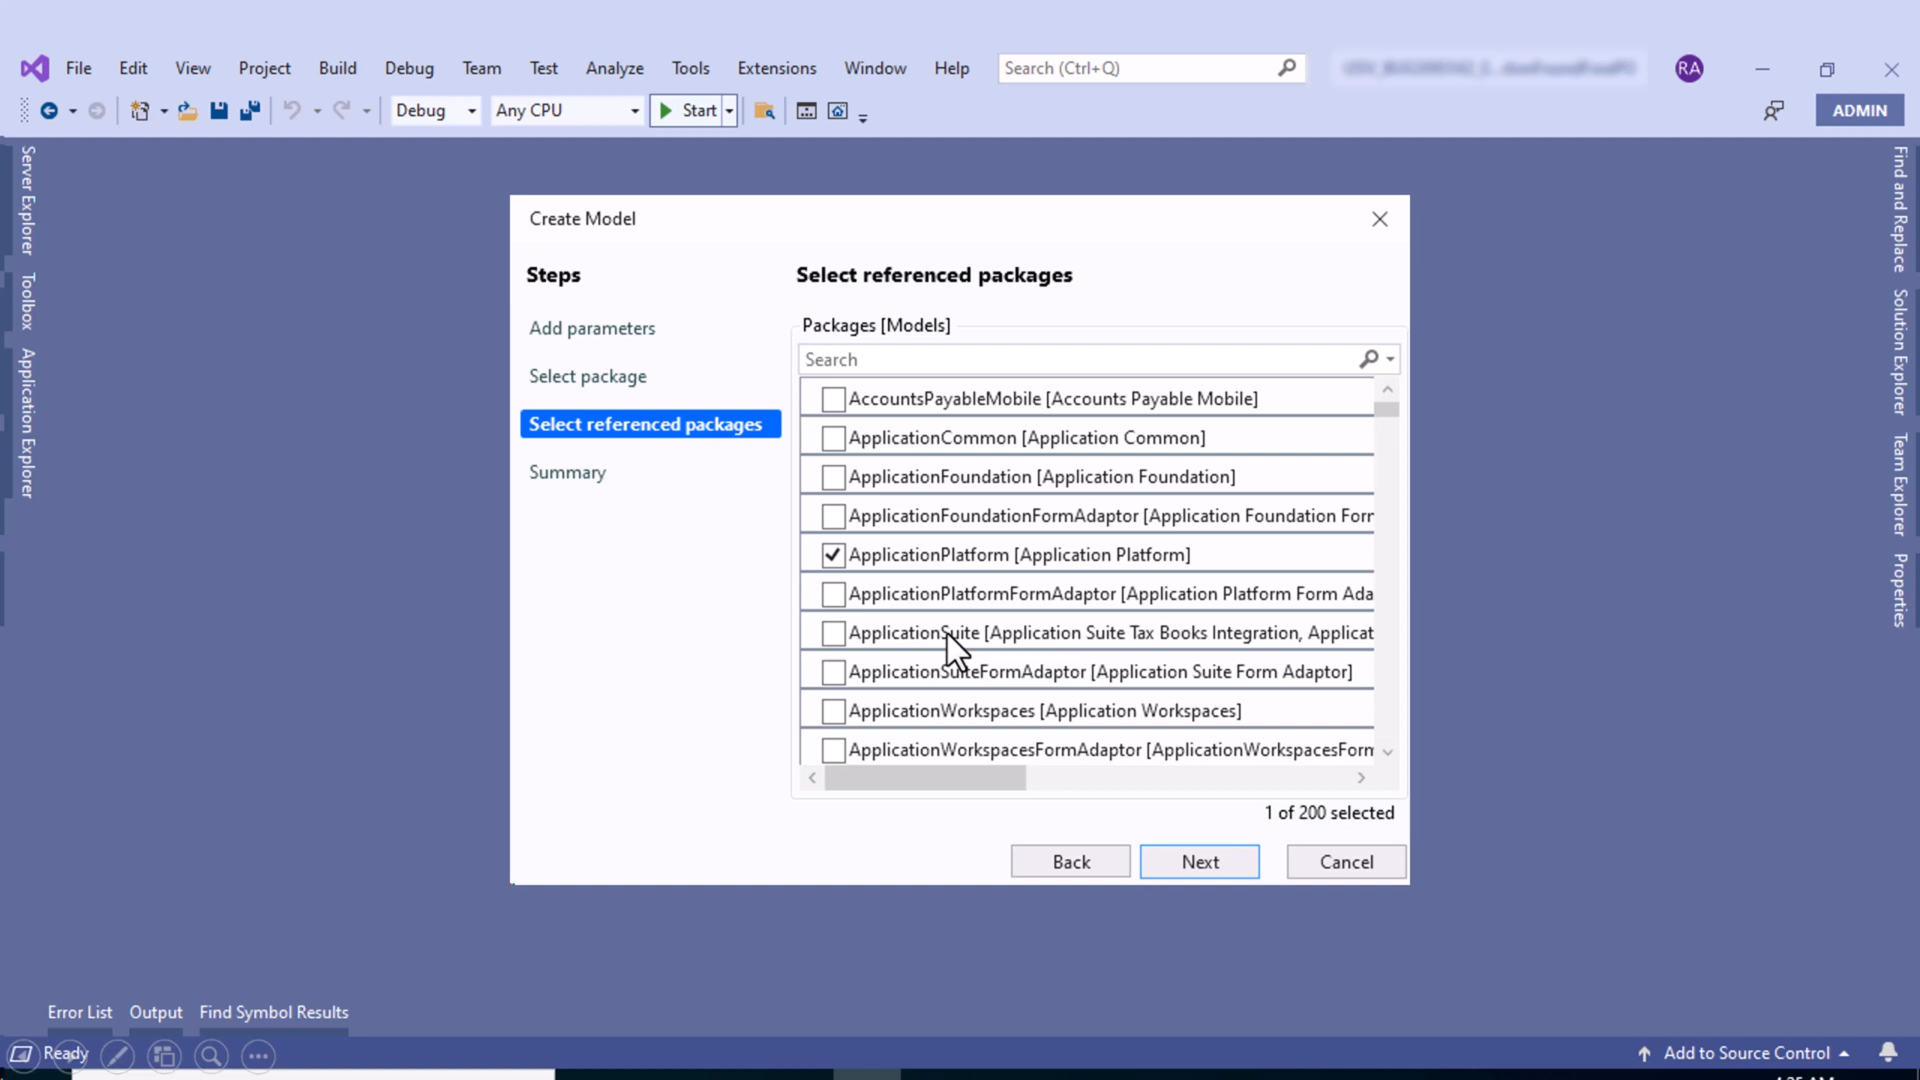 File Edit View Project Build Debug Team Test Analyze Tools Extensions Window Help Search (Ctrl+Q) RA
Debug Any CPU Start ADMIN
Server Explorer
Toolbox
Application Explorer
Create Model
Steps
Add parameters
Select package
Select referenced packages
Summary
Select referenced packages
Packages [Models]
Search
AccountsPayableMobile [Accounts Payable Mobile]
ApplicationCommon [Application Common]
ApplicationFoundation [Application Foundation]
ApplicationFoundationFormAdaptor [Application Foundation Forr
ApplicationPlatform [Application Platform]
ApplicationPlatformFormAdaptor [Application Platform Form Ada
ApplicationSuite [Application Suite Tax Books Integration, Applicat
ApplicationSuiteFormAdaptor [Application Suite Form Adaptor]
ApplicationWorkspaces [Application Workspaces]
ApplicationWorkspacesFormAdaptor [ApplicationWorkspacesForm
1 of 200 selected
Back Next Cancel
Find and Replace
Solution Explorer
Team Explorer
Properties
Error List Output Find Symbol Results
Ready Add to Source Control